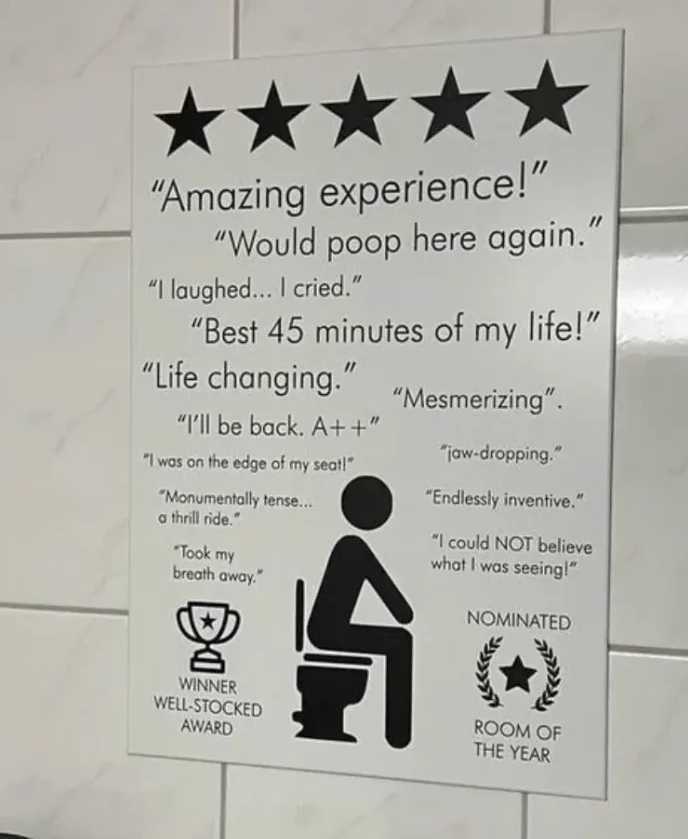 “Amazing experience!”
“Would poop here again.”
“I laughed... I cried.”
“Best 45 minutes of my life!”
“Life changing.”
“Mesmerizing”.
“I’ll be back. A++”
“jaw-dropping.”
“I was on the edge of my seat!”
“Monumentally tense...
a thrill ride.”
“Endlessly inventive.”
“Took my
breath away.”
“I could NOT believe
what I was seeing!”
WINNER
WELL-STOCKED
AWARD
NOMINATED
ROOM OF
THE YEAR